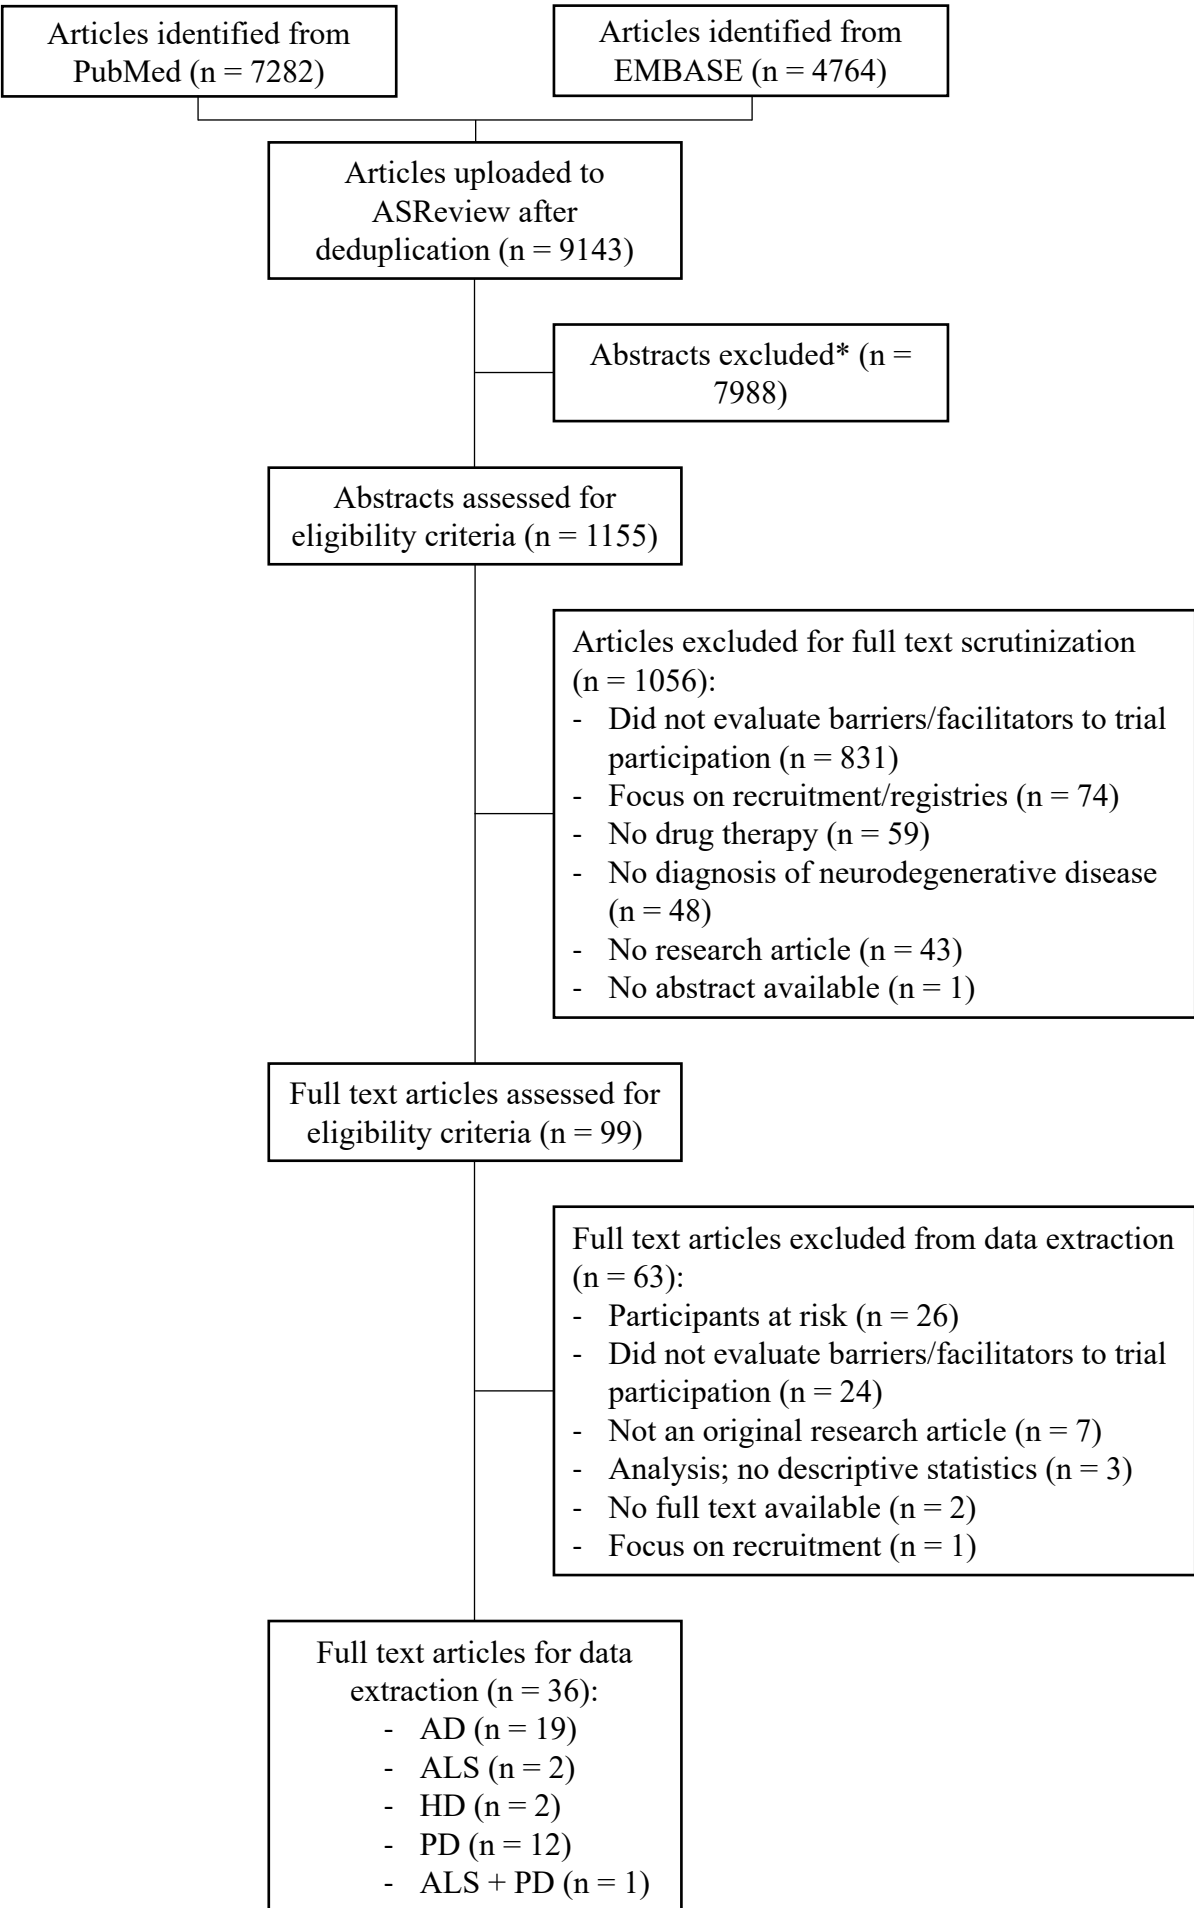 Articles identified from
PubMed (n = 7282)
Articles identified from
EMBASE (n = 4764)
Articles uploaded to
ASReview after
deduplication (n = 9143)
Abstracts excluded* (n =
7988)
Abstracts assessed for
eligibility criteria (n = 1155)
Articles excluded for full text scrutinization
(n = 1056):
- Did not evaluate barriers/facilitators to trial
participation (n = 831)
- Focus on recruitment/registries (n = 74)
- No drug therapy (n = 59)
- No diagnosis of neurodegenerative disease
(n = 48)
- No research article (n = 43)
- No abstract available (n = 1)
Full text articles assessed for
eligibility criteria (n = 99)
Full text articles excluded from data extraction
(n = 63):
- Participants at risk (n = 26)
- Did not evaluate barriers/facilitators to trial
participation (n = 24)
- Not an original research article (n = 7)
- Analysis; no descriptive statistics (n = 3)
- No full text available (n = 2)
- Focus on recruitment (n = 1)
Full text articles for data
extraction (n = 36):
- AD (n = 19)
- ALS (n = 2)
- HD (n = 2)
- PD (n = 12)
- ALS + PD (n = 1)